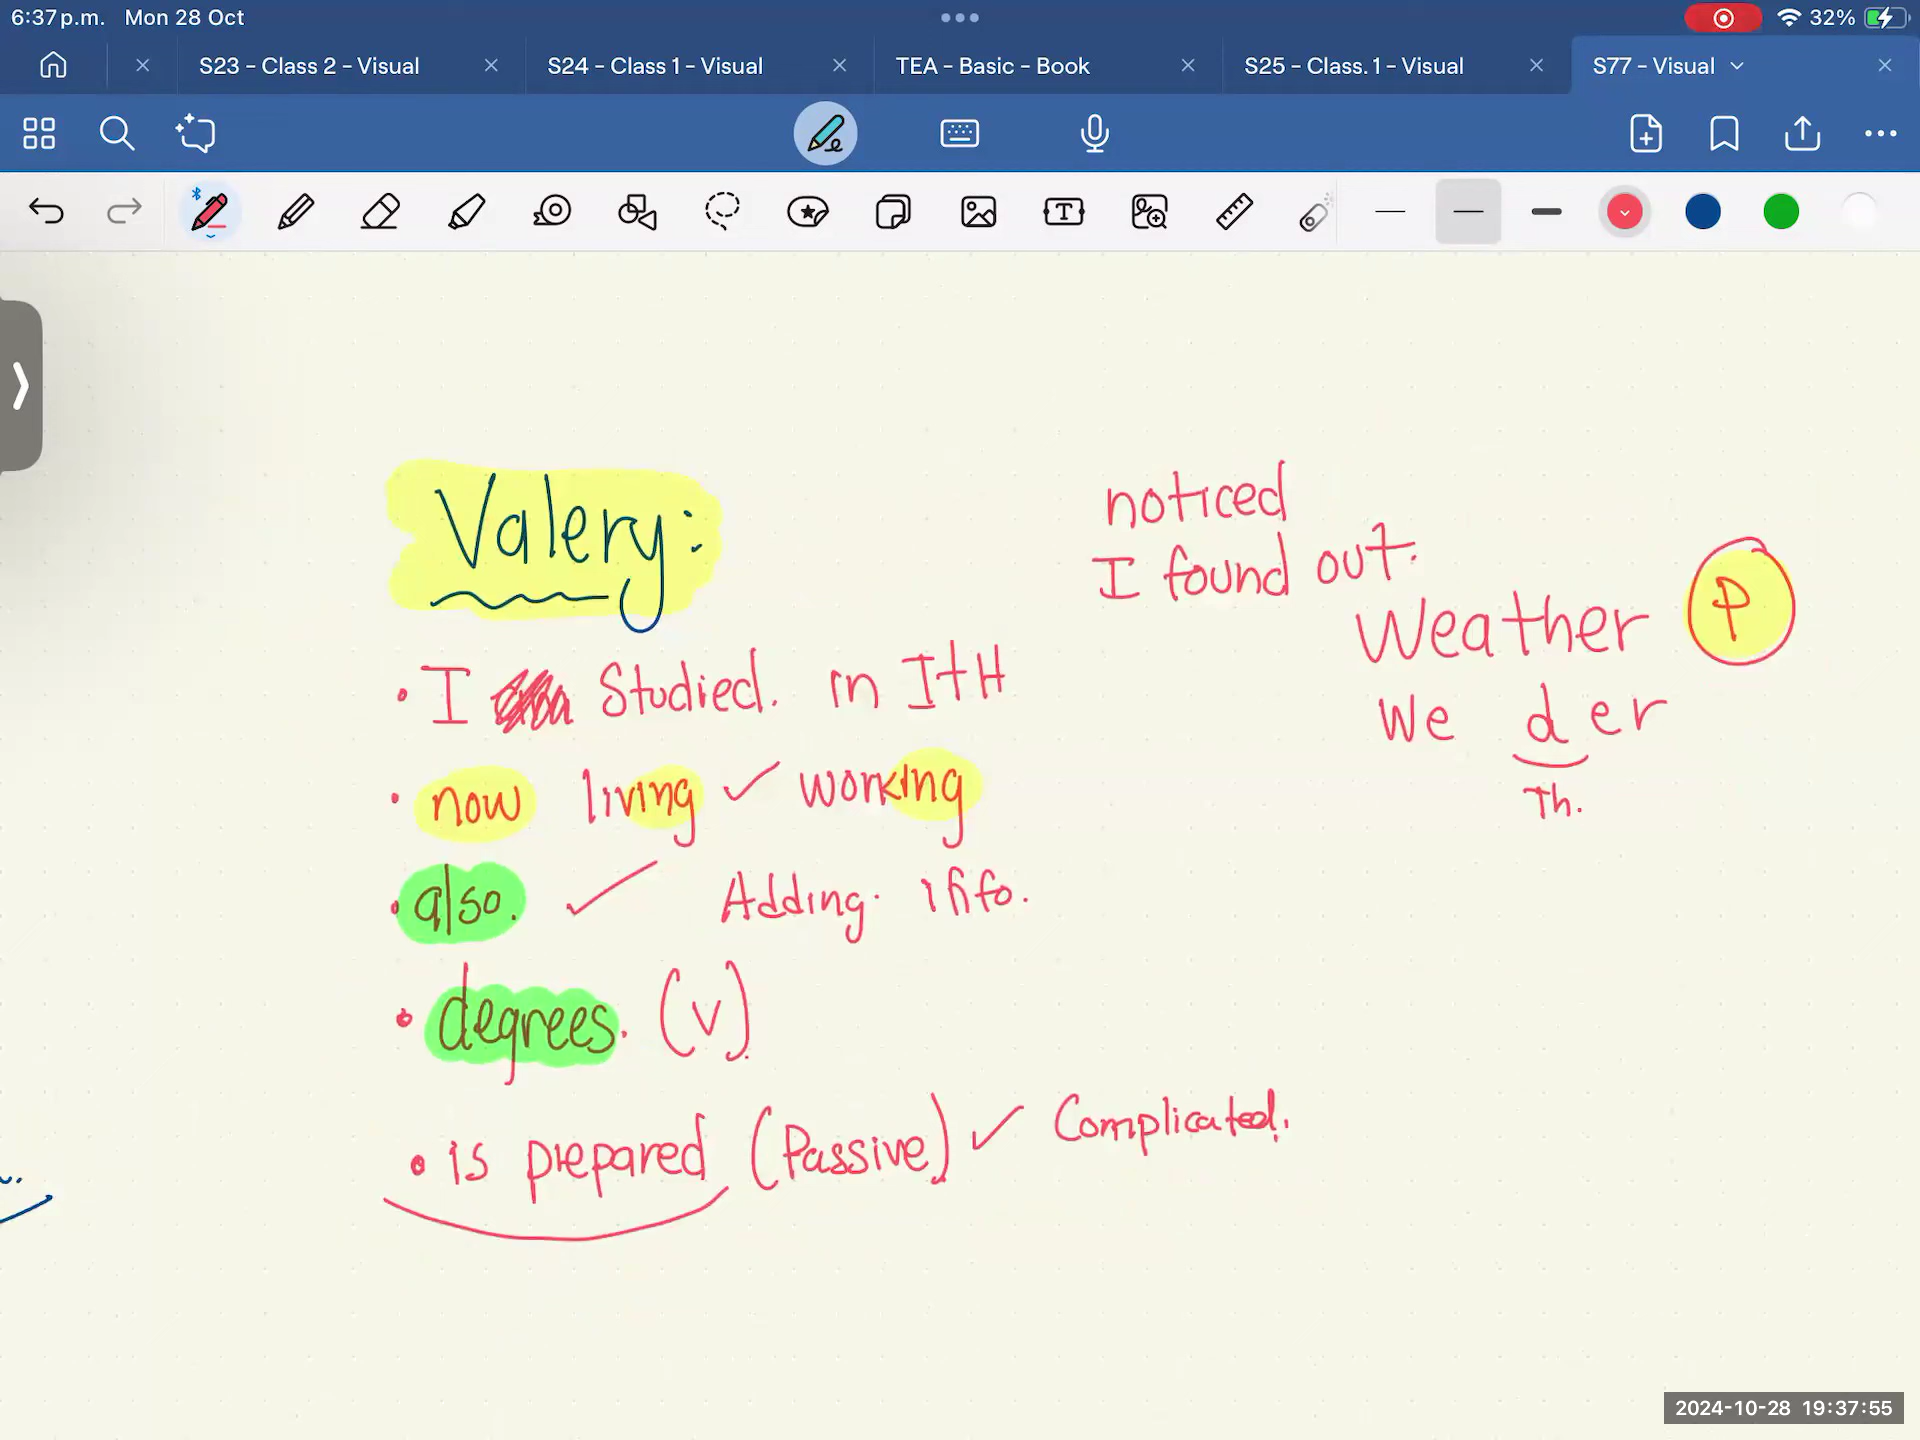 6:37 p.m. Mon 28 Oct
32%
S23 - Class 2 - Visual
S24 - Class 1 - Visual
TEA - Basic - Book
S25 - Class. 1 - Visual
S77 - Visual
Valery:
• I Studied. in ItH
• now living ✓ working
• also. ✓ Adding. info.
• degrees. (v)
• is prepared (Passive) ✓ Complicated.
noticed
I found out.
Weather P
We d er
Th.
2024-10-28 19:37:55